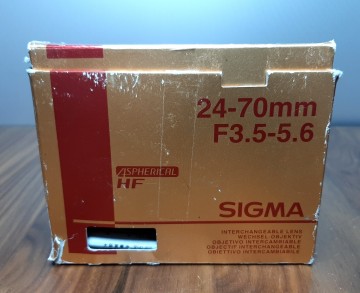 24-70mm
F3.5-5.6
ASPHERICAL
HF
SIGMA
INTERCHANGEABLE LENS
WECHSEL-OBJEKTIV
OBJETIVO INTERCAMBIABLE
OBJECTIF INTERCHANGEABLE
OBIETTIVO INTERCAMBIABILE